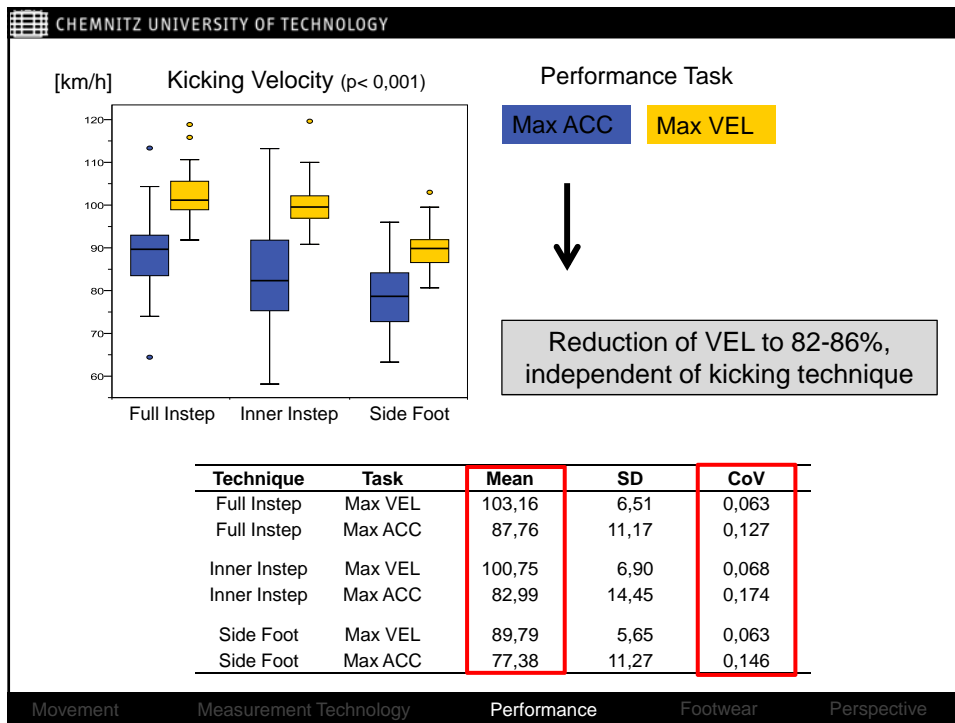 CHEMNITZ UNIVERSITY OF TECHNOLOGY
[km/h] Kicking Velocity (p< 0,001)
120
110
100
90
80
70
60
Full Instep Inner Instep Side Foot
Performance Task
Max ACC Max VEL
Reduction of VEL to 82-86%,
independent of kicking technique
Technique Task Mean SD CoV
Full Instep Max VEL 103,16 6,51 0,063
Full Instep Max ACC 87,76 11,17 0,127
Inner Instep Max VEL 100,75 6,90 0,068
Inner Instep Max ACC 82,99 14,45 0,174
Side Foot Max VEL 89,79 5,65 0,063
Side Foot Max ACC 77,38 11,27 0,146
Movement Measurement Technology Performance Footwear Perspective